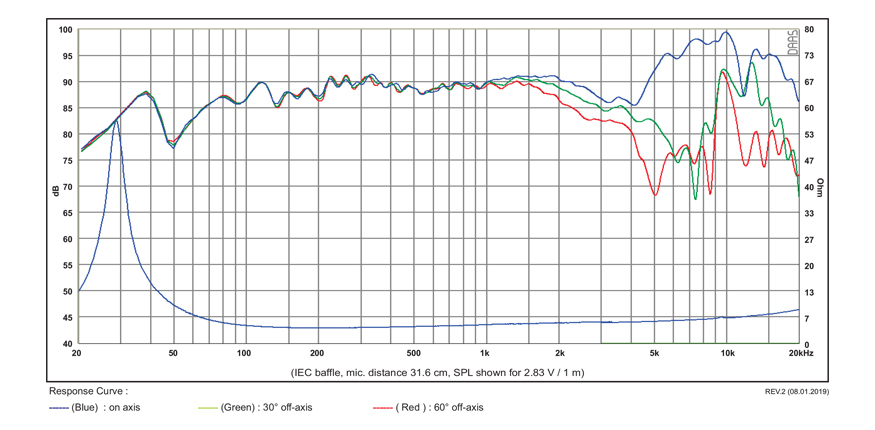 100 80
95 73
90 67
85 60
80 53
75 47
70 40
65 33
60 27
55 20
50 13
45 7
40 0
dB
Ohm
DAAS
20 50 100 200 500 1k 2k 5k 10k 20kHz
(IEC baffle, mic. distance 31.6 cm, SPL shown for 2.83 V / 1 m)
Response Curve :
REV.2 (08.01.2019)
(Blue) : on axis (Green) : 30° off-axis ( Red ) : 60° off-axis